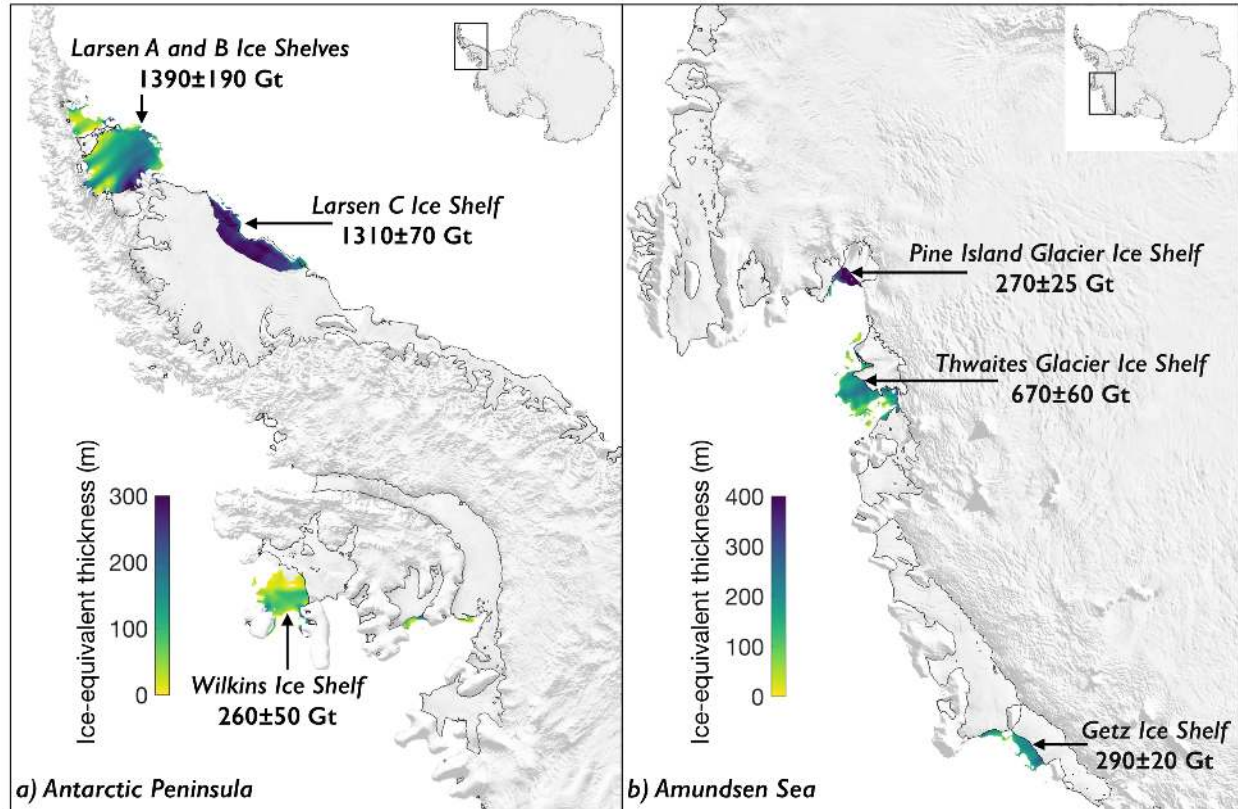 Larsen A and B Ice Shelves
1390±190 Gt
Larsen C Ice Shelf
1310±70 Gt
Ice-equivalent thickness (m)
300
200
100
0
Wilkins Ice Shelf
260±50 Gt
a) Antarctic Peninsula
Pine Island Glacier Ice Shelf
270±25 Gt
Thwaites Glacier Ice Shelf
670±60 Gt
Ice-equivalent thickness (m)
400
300
200
100
0
Getz Ice Shelf
290±20 Gt
b) Amundsen Sea